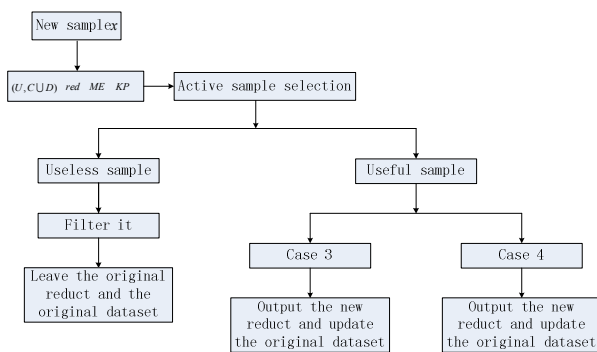 New samplex
(U,C∪D) red ME KP
Active sample selection
Useless sample
Useful sample
Filter it
Case 3
Case 4
Leave the original
reduct and the
original dataset
Output the new
reduct and update
the original dataset
Output the new
reduct and update
the original dataset